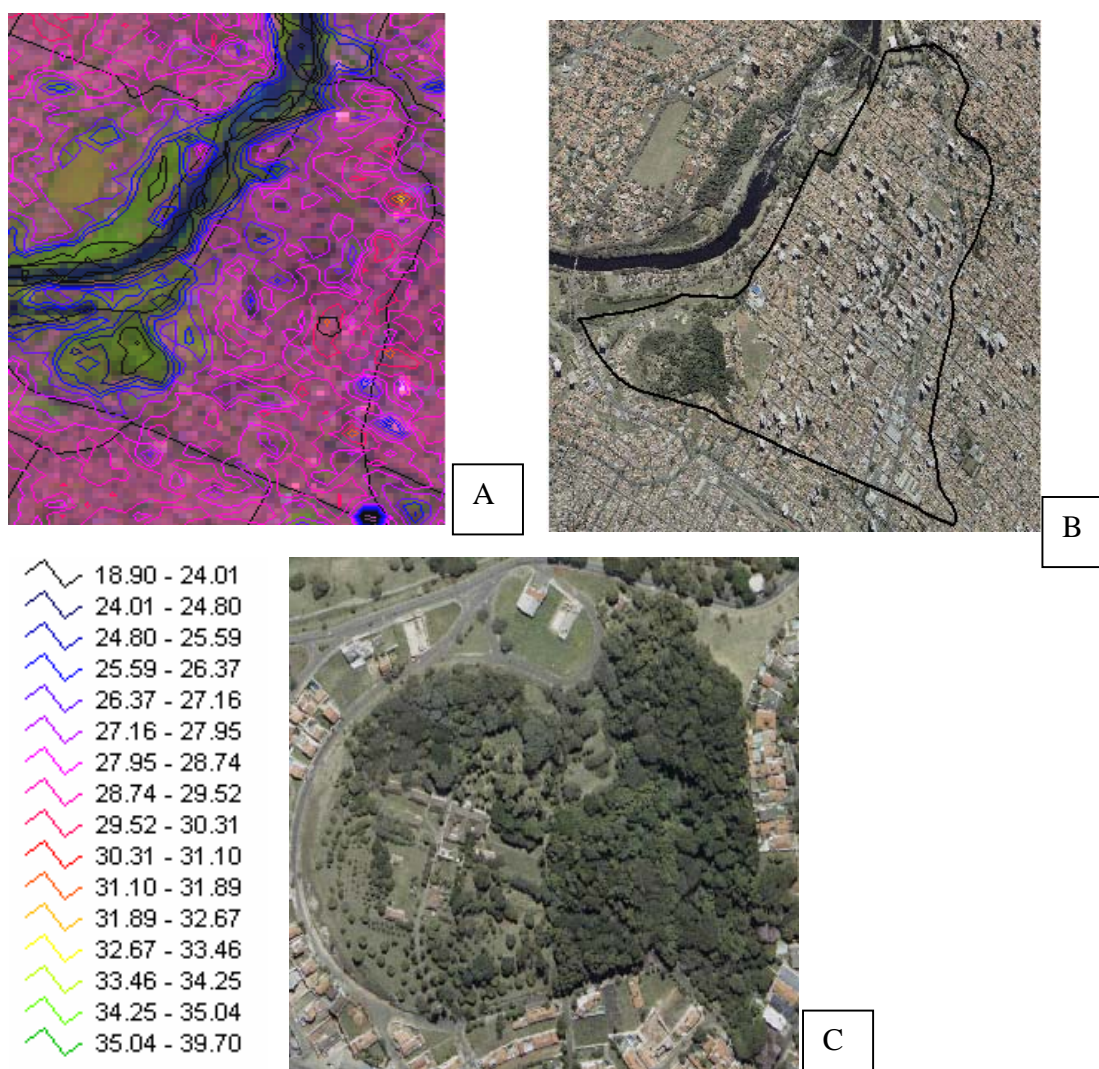 A
B
18.90 - 24.01
24.01 - 24.80
24.80 - 25.59
25.59 - 26.37
26.37 - 27.16
27.16 - 27.95
27.95 - 28.74
28.74 - 29.52
29.52 - 30.31
30.31 - 31.10
31.10 - 31.89
31.89 - 32.67
32.67 - 33.46
33.46 - 34.25
34.25 - 35.04
35.04 - 39.70
C